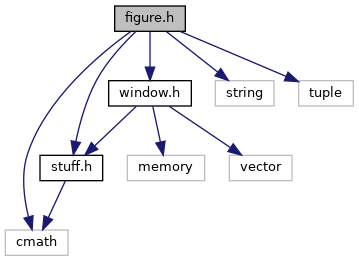 figure.h
window.h
string
tuple
stuff.h
memory
vector
cmath